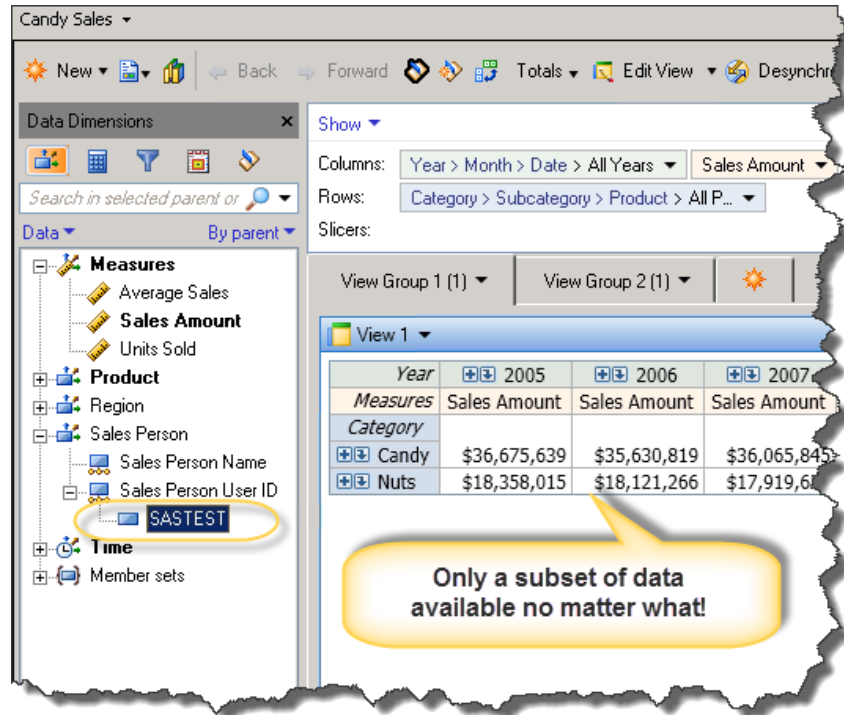 Candy Sales
New Back Forward Totals Edit View
Data Dimensions ×
Search in selected parent or
Data By parent
Measures
Average Sales
Sales Amount
Units Sold
Product
Region
Sales Person
Sales Person Name
Sales Person User ID
SASTEST
Time
Member sets
Show
Columns: Year > Month > Date > All Years Sales Amount
Rows: Category > Subcategory > Product > All P...
Slicers:
View Group 1 (1) View Group 2 (1)
View 1
Year 2005 2006 2007
Measures Sales Amount Sales Amount Sales Amount
Category
Candy $36,675,639 $35,630,819 $36,065,845
Nuts $18,358,015 $18,121,266
Only a subset of data
available no matter what!